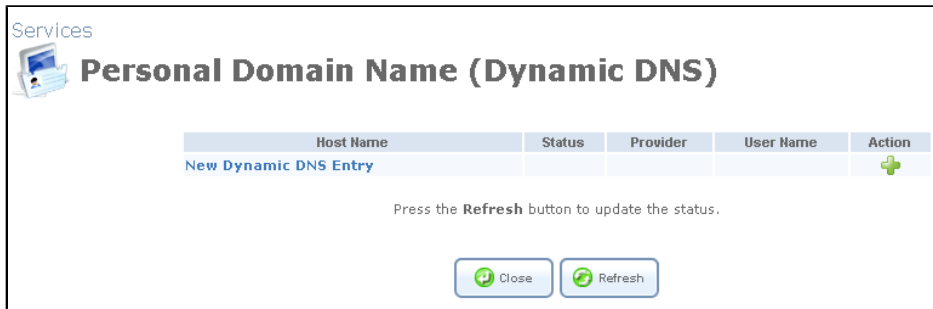 Services
Personal Domain Name (Dynamic DNS)
Host Name Status Provider User Name Action
New Dynamic DNS Entry
Press the Refresh button to update the status.
Close Refresh